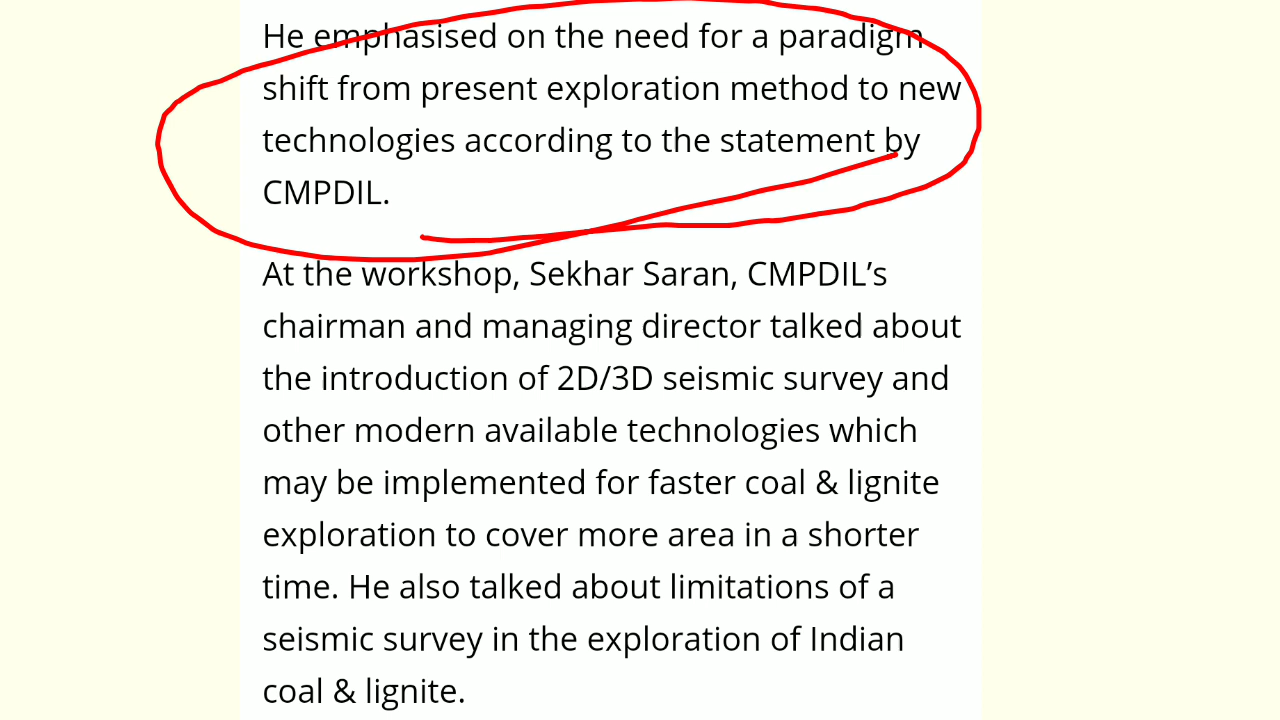 He emphasised on the need for a paradigm
shift from present exploration method to new
technologies according to the statement by
CMPDIL.
At the workshop, Sekhar Saran, CMPDIL’s
chairman and managing director talked about
the introduction of 2D/3D seismic survey and
other modern available technologies which
may be implemented for faster coal & lignite
exploration to cover more area in a shorter
time. He also talked about limitations of a
seismic survey in the exploration of Indian
coal & lignite.